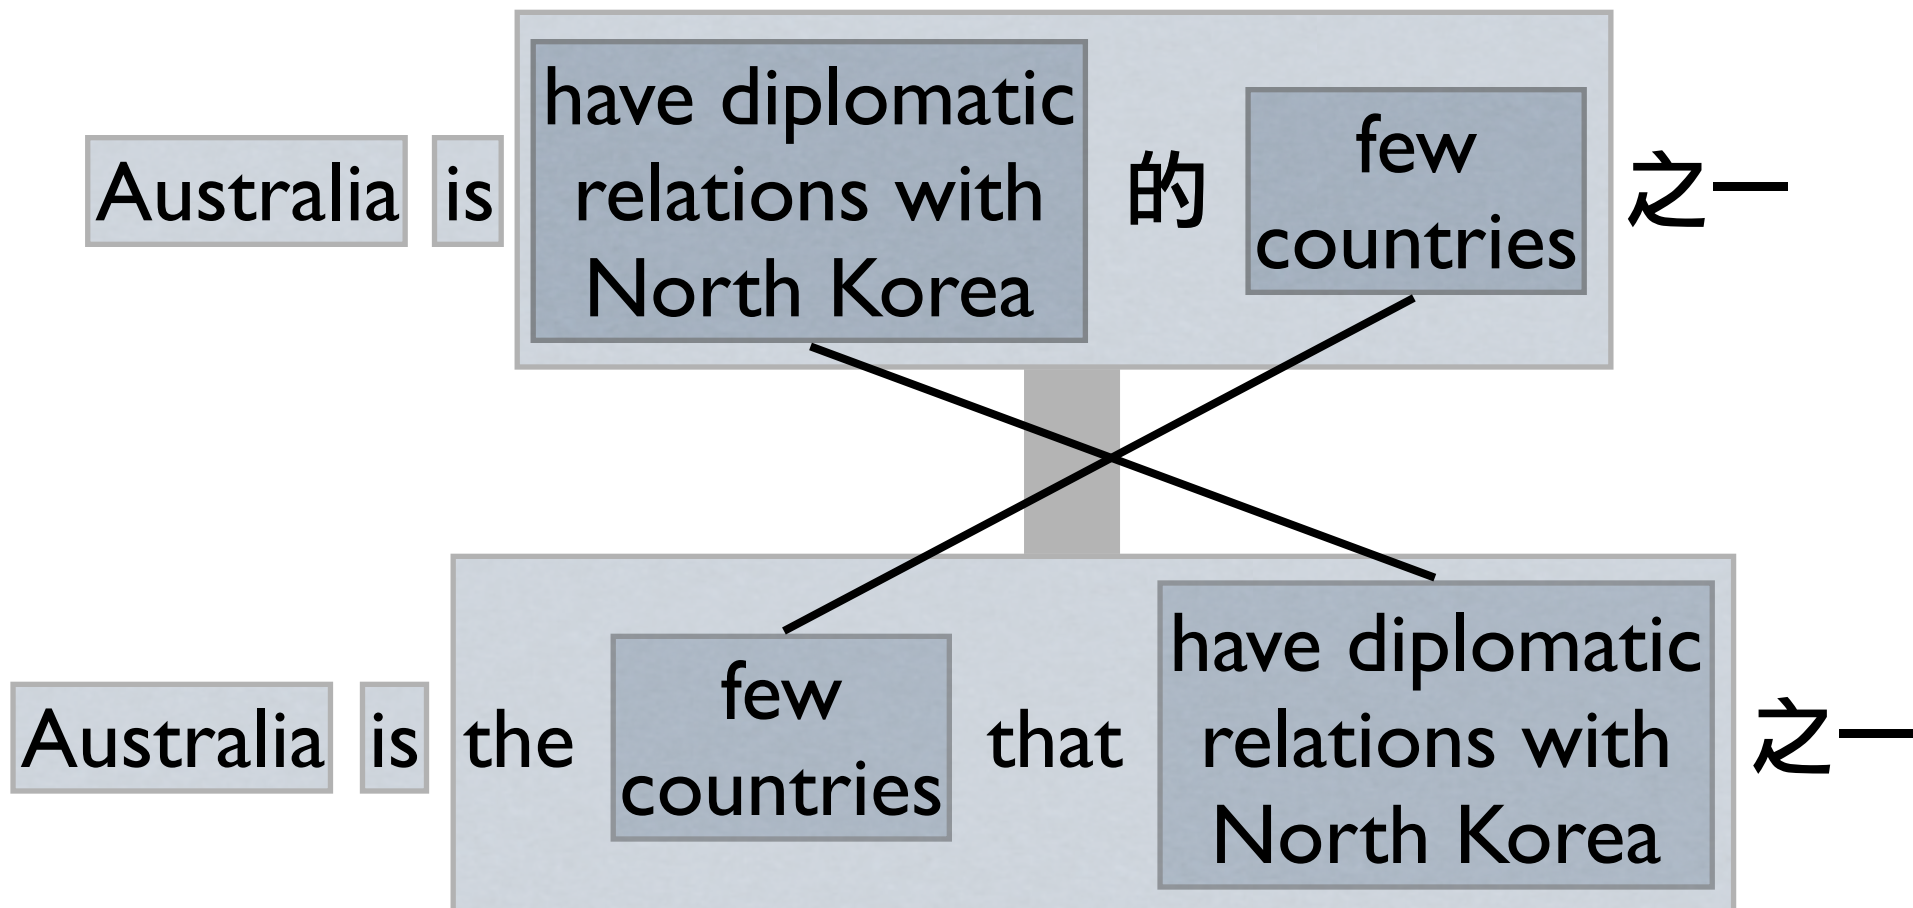 have diplomatic
relations with
North Korea
Australia is 的 few
countries 之一
Australia is the few
countries that have diplomatic
relations with
North Korea 之一